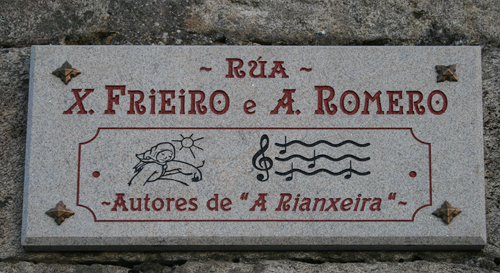 ~ RÚA ~
X. FRIEIRO e A. ROMERO
~Autores de "A Rianxeira"~